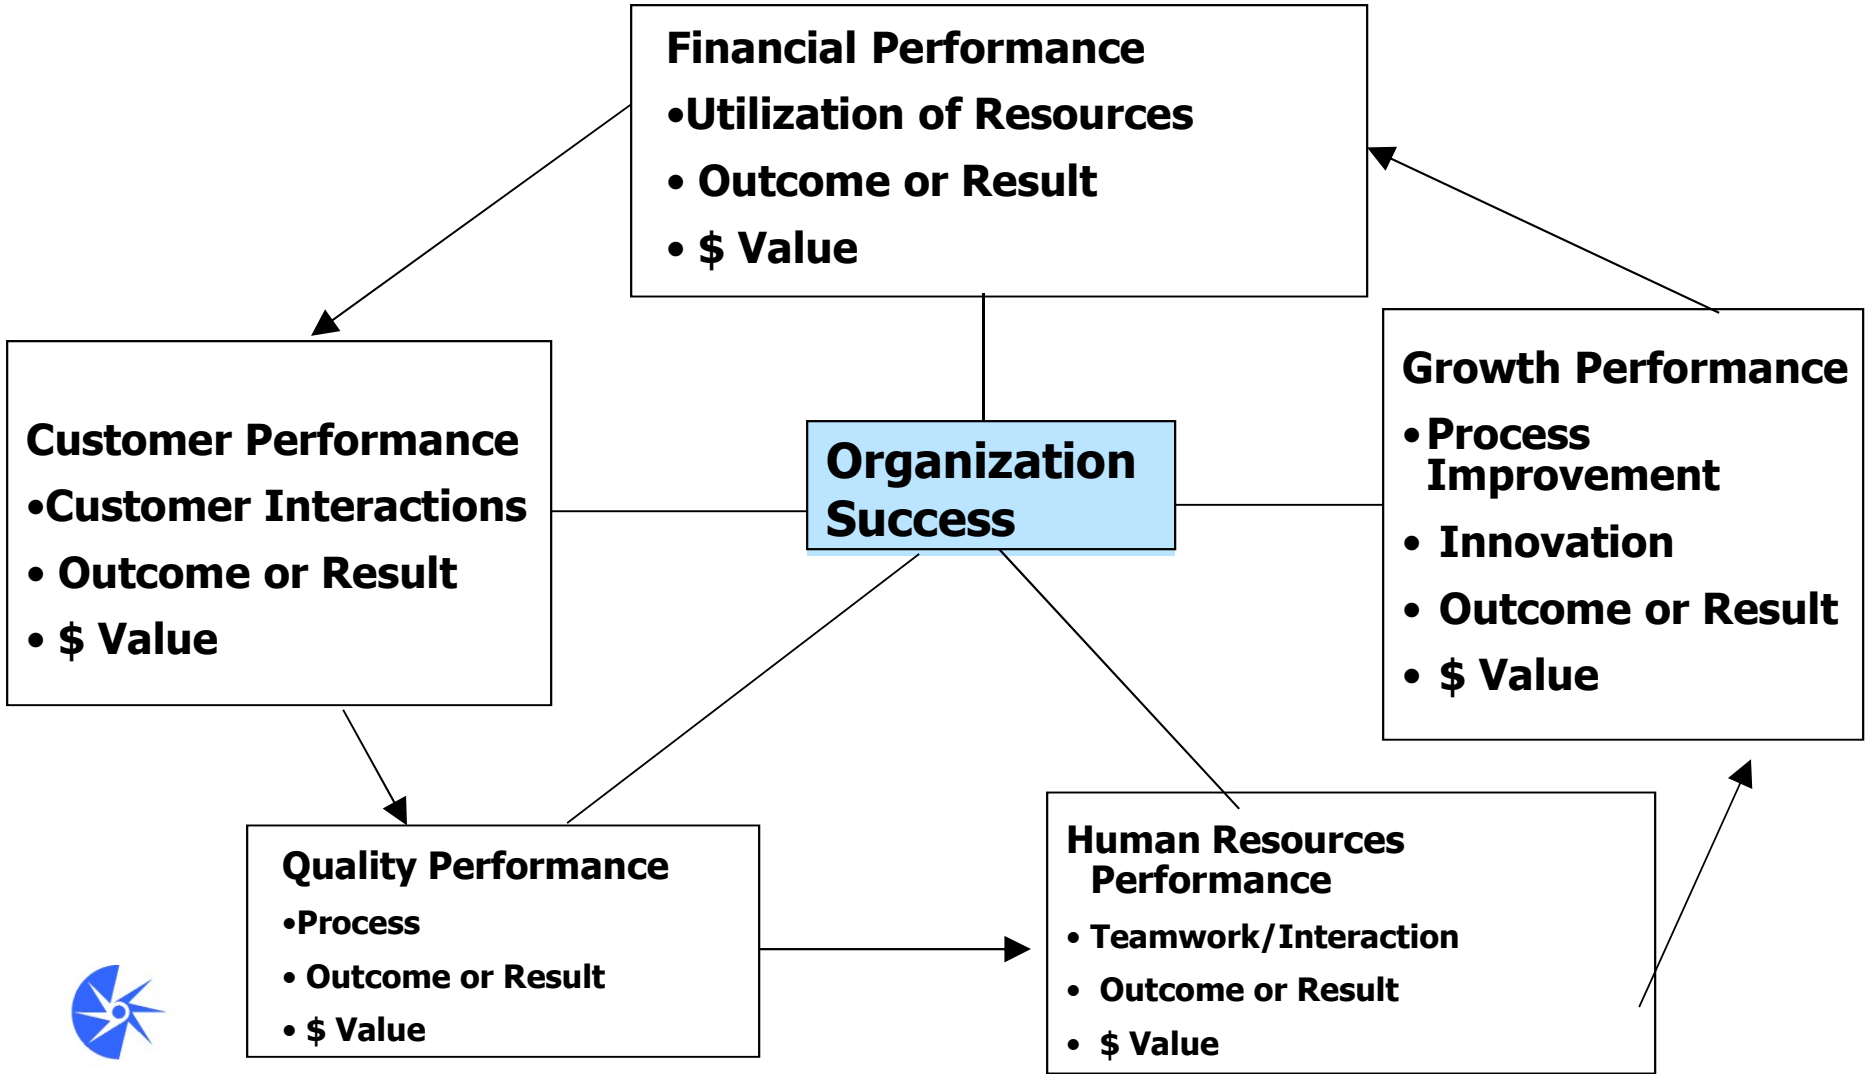 Financial Performance
•Utilization of Resources
• Outcome or Result
• $ Value
Customer Performance
•Customer Interactions
• Outcome or Result
• $ Value
Organization
Success
Growth Performance
•Process
Improvement
• Innovation
• Outcome or Result
• $ Value
Quality Performance
•Process
• Outcome or Result
• $ Value
Human Resources
Performance
• Teamwork/Interaction
• Outcome or Result
• $ Value